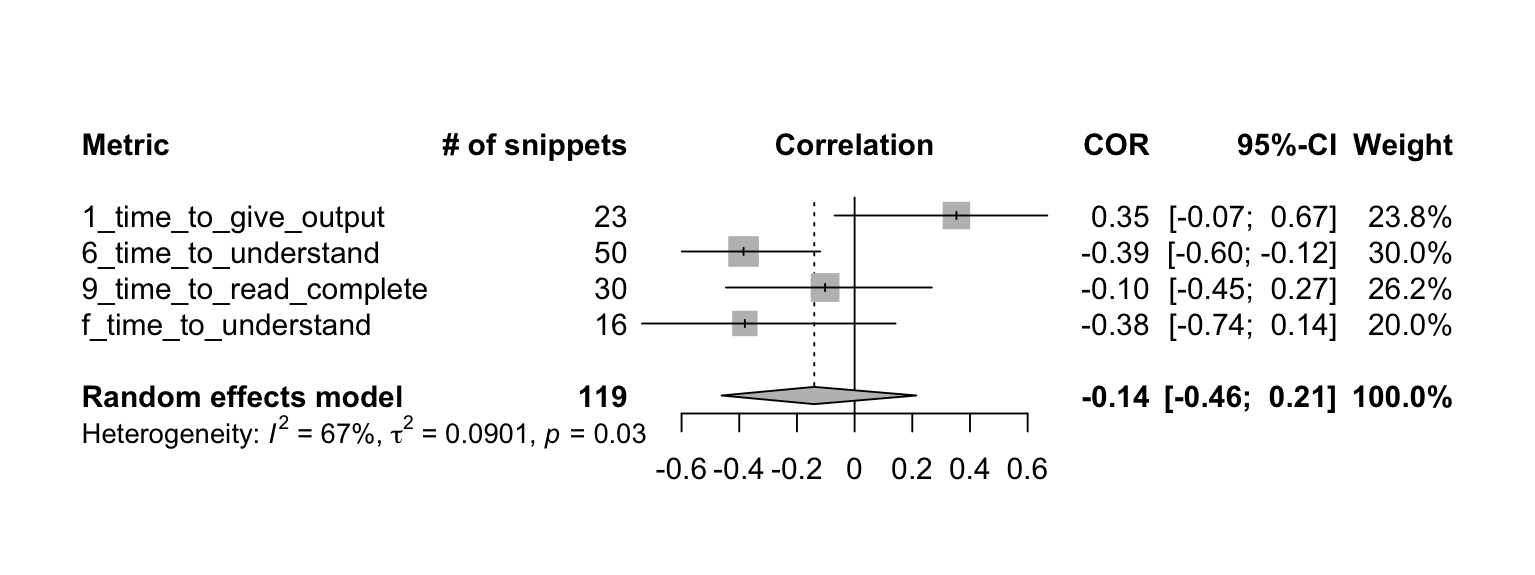 Metric # of snippets Correlation COR 95%-CI Weight
1_time_to_give_output 23 0.35 [-0.07; 0.67] 23.8%
6_time_to_understand 50 -0.39 [-0.60; -0.12] 30.0%
9_time_to_read_complete 30 -0.10 [-0.45; 0.27] 26.2%
f_time_to_understand 16 -0.38 [-0.74; 0.14] 20.0%
Random effects model 119 -0.14 [-0.46; 0.21] 100.0%
Heterogeneity: I² = 67%, τ² = 0.0901, p = 0.03
-0.6 -0.4 -0.2 0 0.2 0.4 0.6